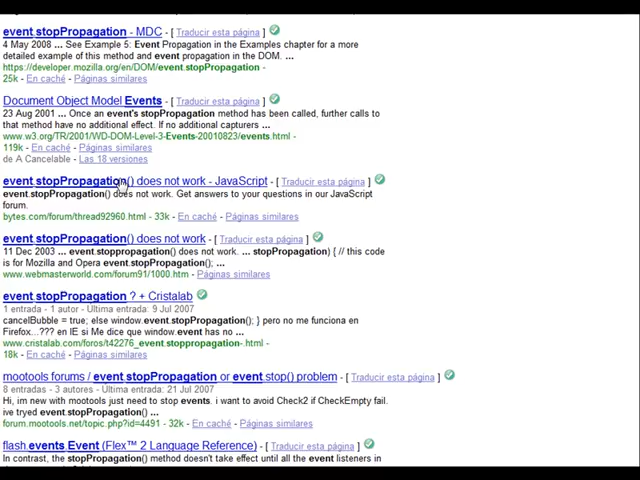 event.stopPropagation - MDC - [ Traducir esta página ]
4 May 2008 ... See Example 5: Event Propagation in the Examples chapter for a more
detailed example of this method and event propagation in the DOM. ...
https://developer.mozilla.org/en/DOM/event.stopPropagation -
25k - En caché - Páginas similares
Document Object Model Events - [ Traducir esta página ]
23 Aug 2001 ... Once an event's stopPropagation method has been called, further calls to
that method have no additional effect. If no additional capturers ...
www.w3.org/TR/2001/WD-DOM-Level-3-Events-20010823/events.html -
119k - En caché - Páginas similares
de A Cancelable - Las 18 versiones
event.stopPropagation() does not work - JavaScript - [ Traducir esta página ]
event.stopPropagation() does not work. Get answers to your questions in our JavaScript
forum.
bytes.com/forum/thread92960.html - 33k - En caché - Páginas similares
event.stopPropagation() does not work - [ Traducir esta página ]
11 Dec 2003 ... event.stoppropagation() does not work. ... stopPropagation) { // this code
is for Mozilla and Opera event.stopPropagation(); ...
www.webmasterworld.com/forum91/1000.htm - Páginas similares
event.stopPropagation ? + Cristalab
1 entrada - 1 autor - Última entrada: 9 Jul 2007
cancelBubble = true; else window.event.stopPropagation(); } pero no me funciona en
Firefox...??? en IE si Me dice que window.event has no ...
www.cristalab.com/foros/t42276_event.stoppropagation-.html -
18k - En caché - Páginas similares
mootools forums / event.stopPropagation or event.stop() problem - [ Traducir esta página ]
8 entradas - 3 autores - Última entrada: 21 Jul 2007
Hi, im new with mootools just need to stop events. i want to avoid Check2 if CheckEmpty fail.
ive tryed event.stopPropagation() ...
forum.mootools.net/topic.php?id=4491 - 32k - En caché - Páginas similares
flash.events.Event (Flex™ 2 Language Reference) - [ Traducir esta página ]
In contrast, the stopPropagation() method doesn't take effect until all the event listeners in